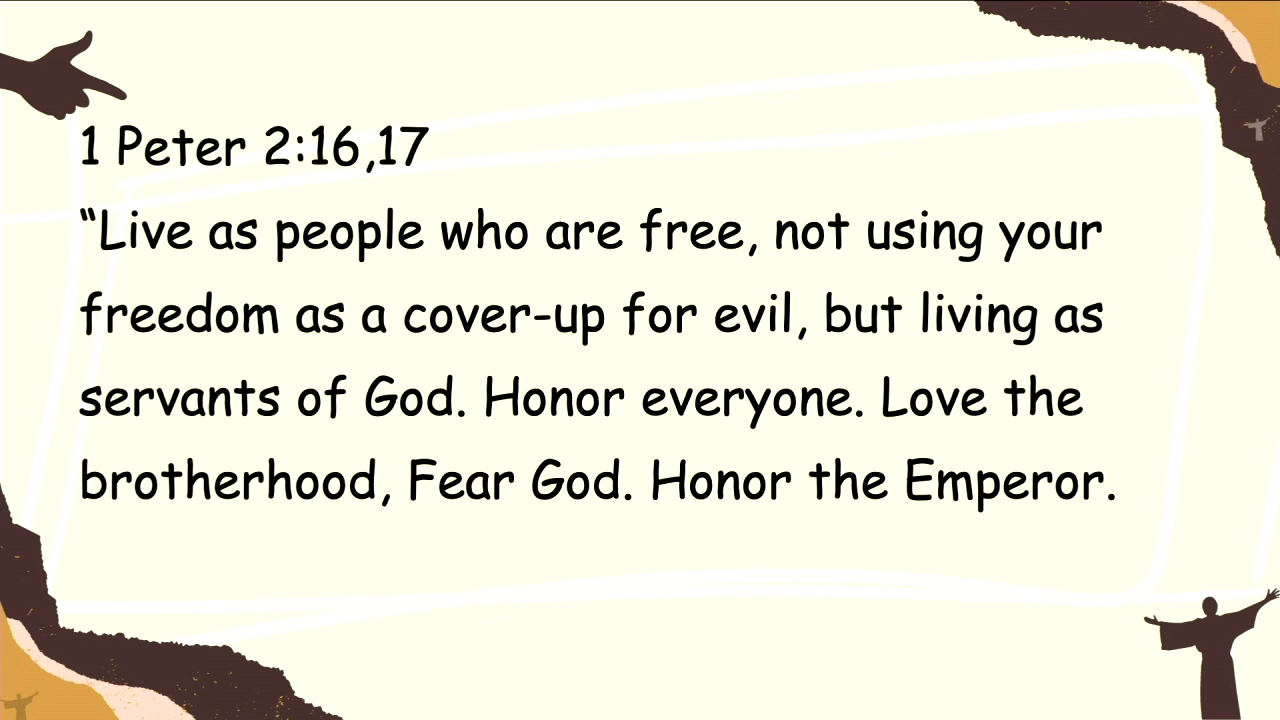 1 Peter 2:16,17
“Live as people who are free, not using your
freedom as a cover-up for evil, but living as
servants of God. Honor everyone. Love the
brotherhood, Fear God. Honor the Emperor.